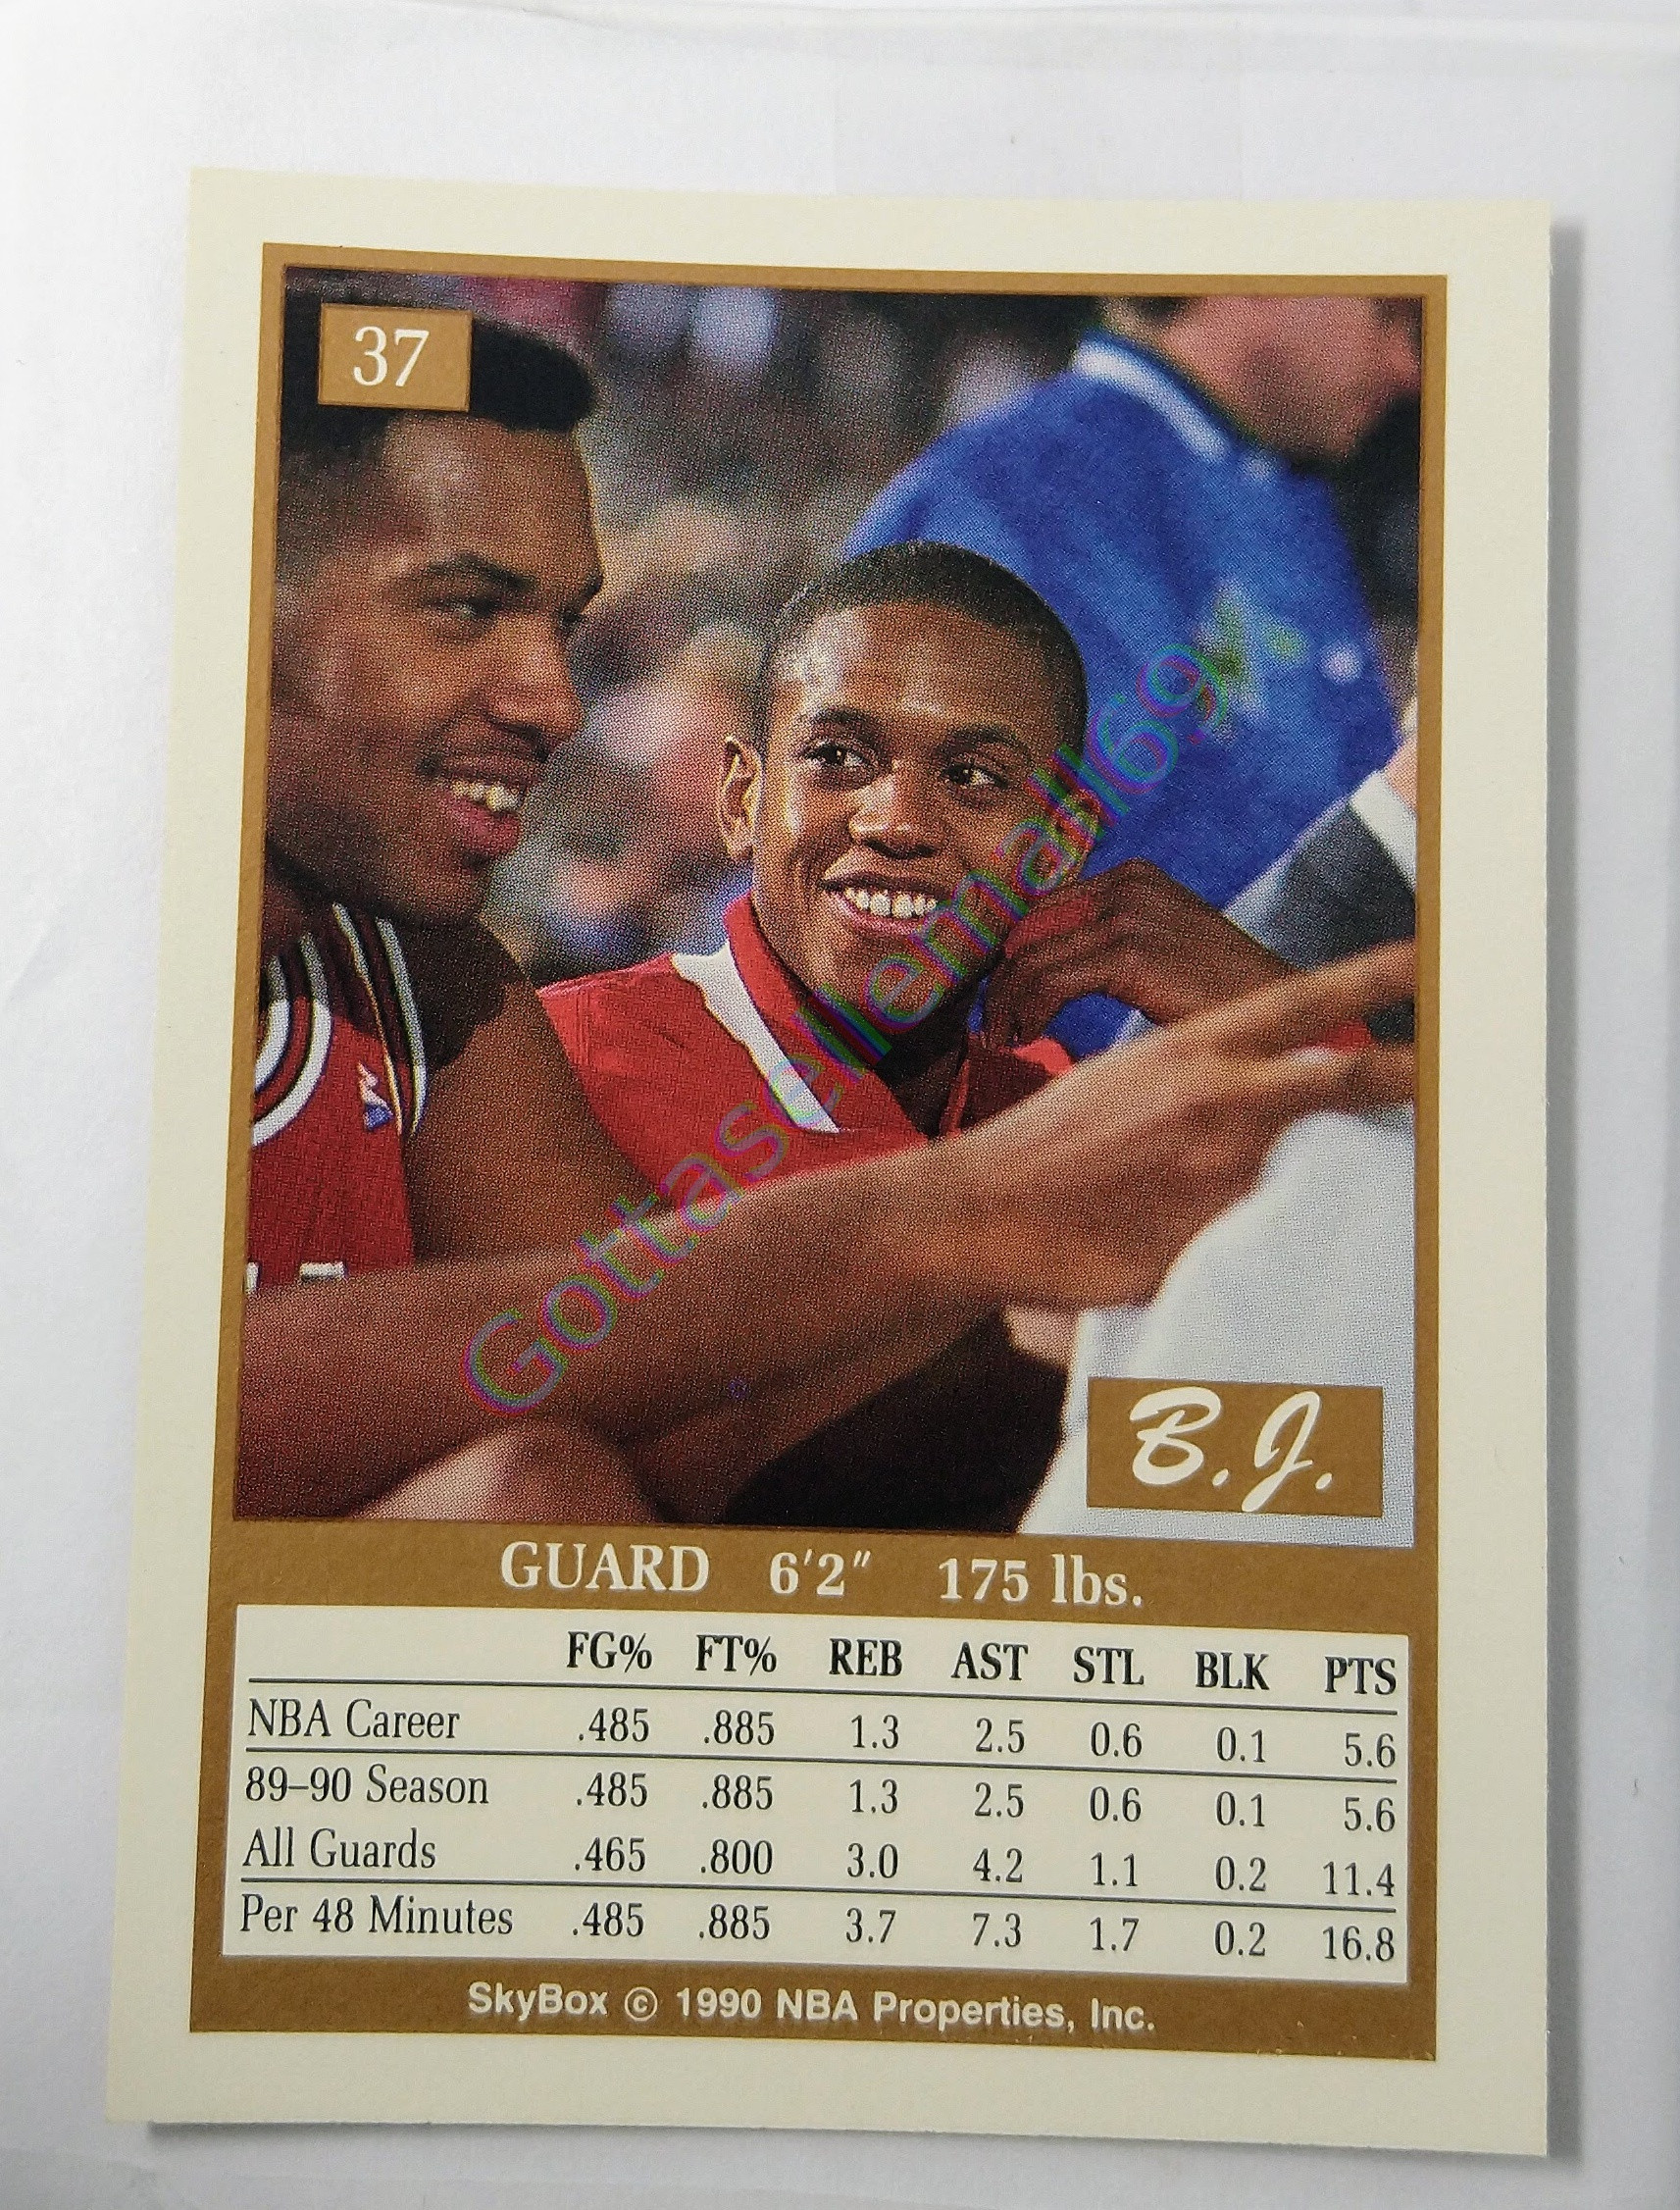 37
Gottasellemall69x
B.J.
GUARD 6'2" 175 lbs.
FG% FT% REB AST STL BLK PTS
NBA Career .485 .885 1.3 2.5 0.6 0.1 5.6
89–90 Season .485 .885 1.3 2.5 0.6 0.1 5.6
All Guards .465 .800 3.0 4.2 1.1 0.2 11.4
Per 48 Minutes .485 .885 3.7 7.3 1.7 0.2 16.8
SkyBox © 1990 NBA Properties, Inc.